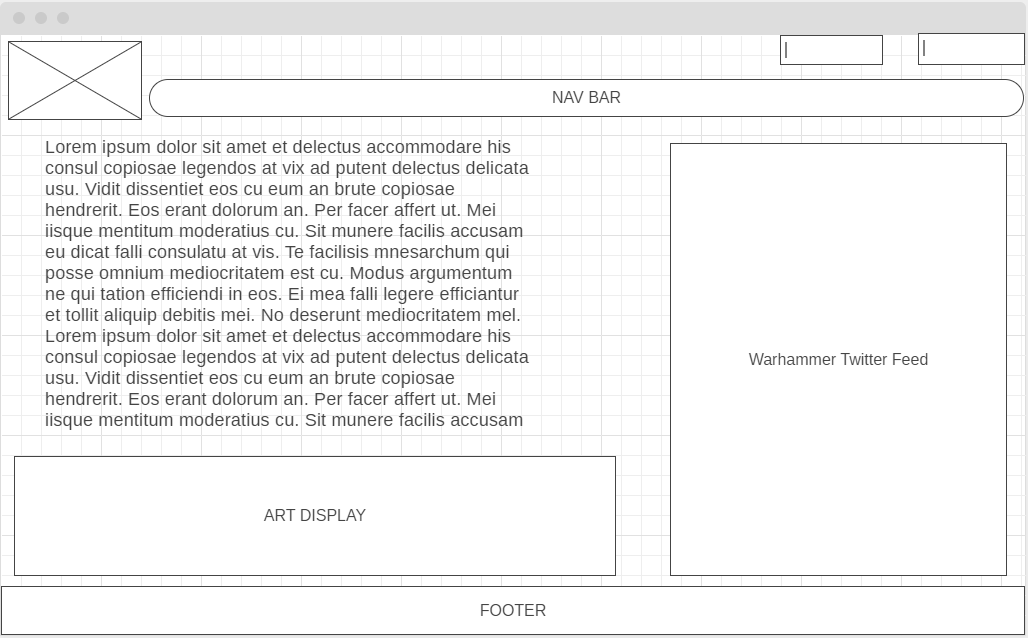 NAV BAR
Lorem ipsum dolor sit amet et delectus accommodare his
consul copiosae legendos at vix ad putent delectus delicata
usu. Vidit dissentiet eos cu eum an brute copiosae
hendrerit. Eos erant dolorum an. Per facer affert ut. Mei
iisque mentitum moderatius cu. Sit munere facilis accusam
eu dicat falli consulatu at vis. Te facilisis mnesarchum qui
posse omnium mediocritatem est cu. Modus argumentum
ne qui tation efficiendi in eos. Ei mea falli legere efficiantur
et tollit aliquip debitis mei. No deserunt mediocritatem mel.
Lorem ipsum dolor sit amet et delectus accommodare his
consul copiosae legendos at vix ad putent delectus delicata
usu. Vidit dissentiet eos cu eum an brute copiosae
hendrerit. Eos erant dolorum an. Per facer affert ut. Mei
iisque mentitum moderatius cu. Sit munere facilis accusam
Warhammer Twitter Feed
ART DISPLAY
FOOTER